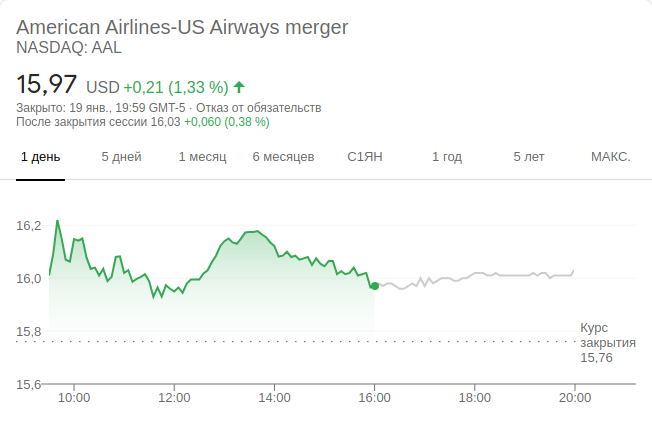 American Airlines-US Airways merger
NASDAQ: AAL
15,97 USD +0,21 (1,33 %)
Закрыто: 19 янв., 19:59 GMT-5 · Отказ от обязательств
После закрытия сессии 16,03 +0,060 (0,38 %)
1 день 5 дней 1 месяц 6 месяцев С1ЯН 1 год 5 лет МАКС.
16,2
16,0
15,8
Курс
закрытия
15,76
15,6
10:00 12:00 14:00 16:00 18:00 20:00